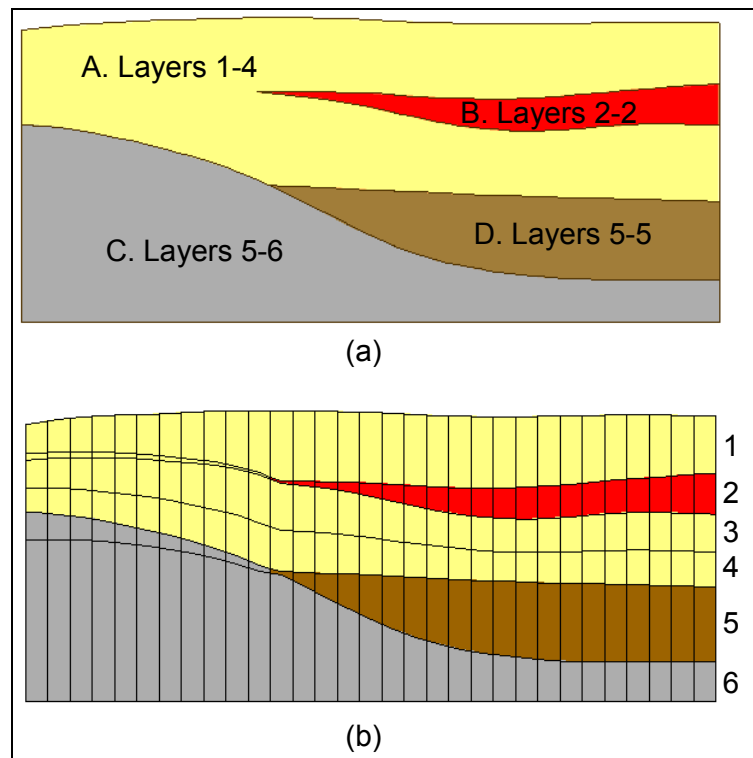 A. Layers 1-4
B. Layers 2-2
C. Layers 5-6
D. Layers 5-5
(a)
1
2
3
4
5
6
(b)